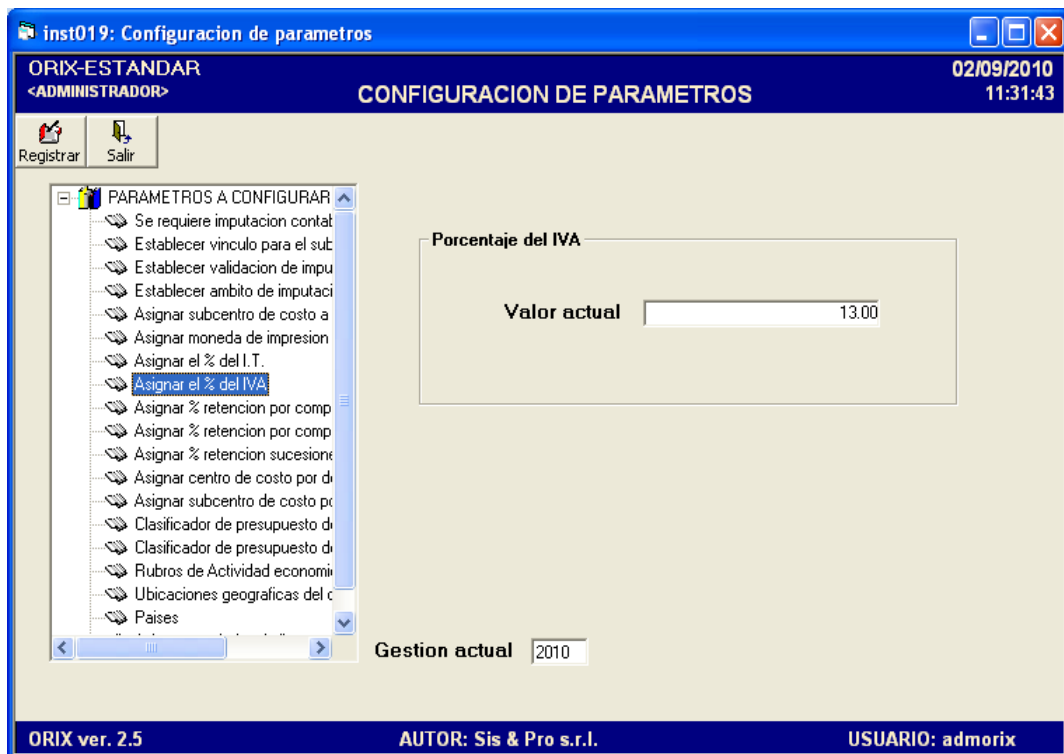 inst019: Configuracion de parametros
ORIX-ESTANDAR
<ADMINISTRADOR>
CONFIGURACION DE PARAMETROS
02/09/2010
11:31:43
Registrar
Salir
PARAMETROS A CONFIGURAR
Se requiere imputacion contab
Establecer vinculo para el sub
Establecer validacion de impu
Establecer ambito de imputaci
Asignar subcentro de costo a
Asignar moneda de impresion
Asignar el % del I.T.
Asignar el % del IVA
Asignar % retencion por comp
Asignar % retencion por comp
Asignar % retencion sucesione
Asignar centro de costo por de
Asignar subcentro de costo po
Clasificador de presupuesto de
Clasificador de presupuesto de
Rubros de Actividad economi
Ubicaciones geograficas del c
Paises
Porcentaje del IVA
Valor actual 13.00
Gestion actual 2010
ORIX ver. 2.5
AUTOR: Sis & Pro s.r.l.
USUARIO: admorix